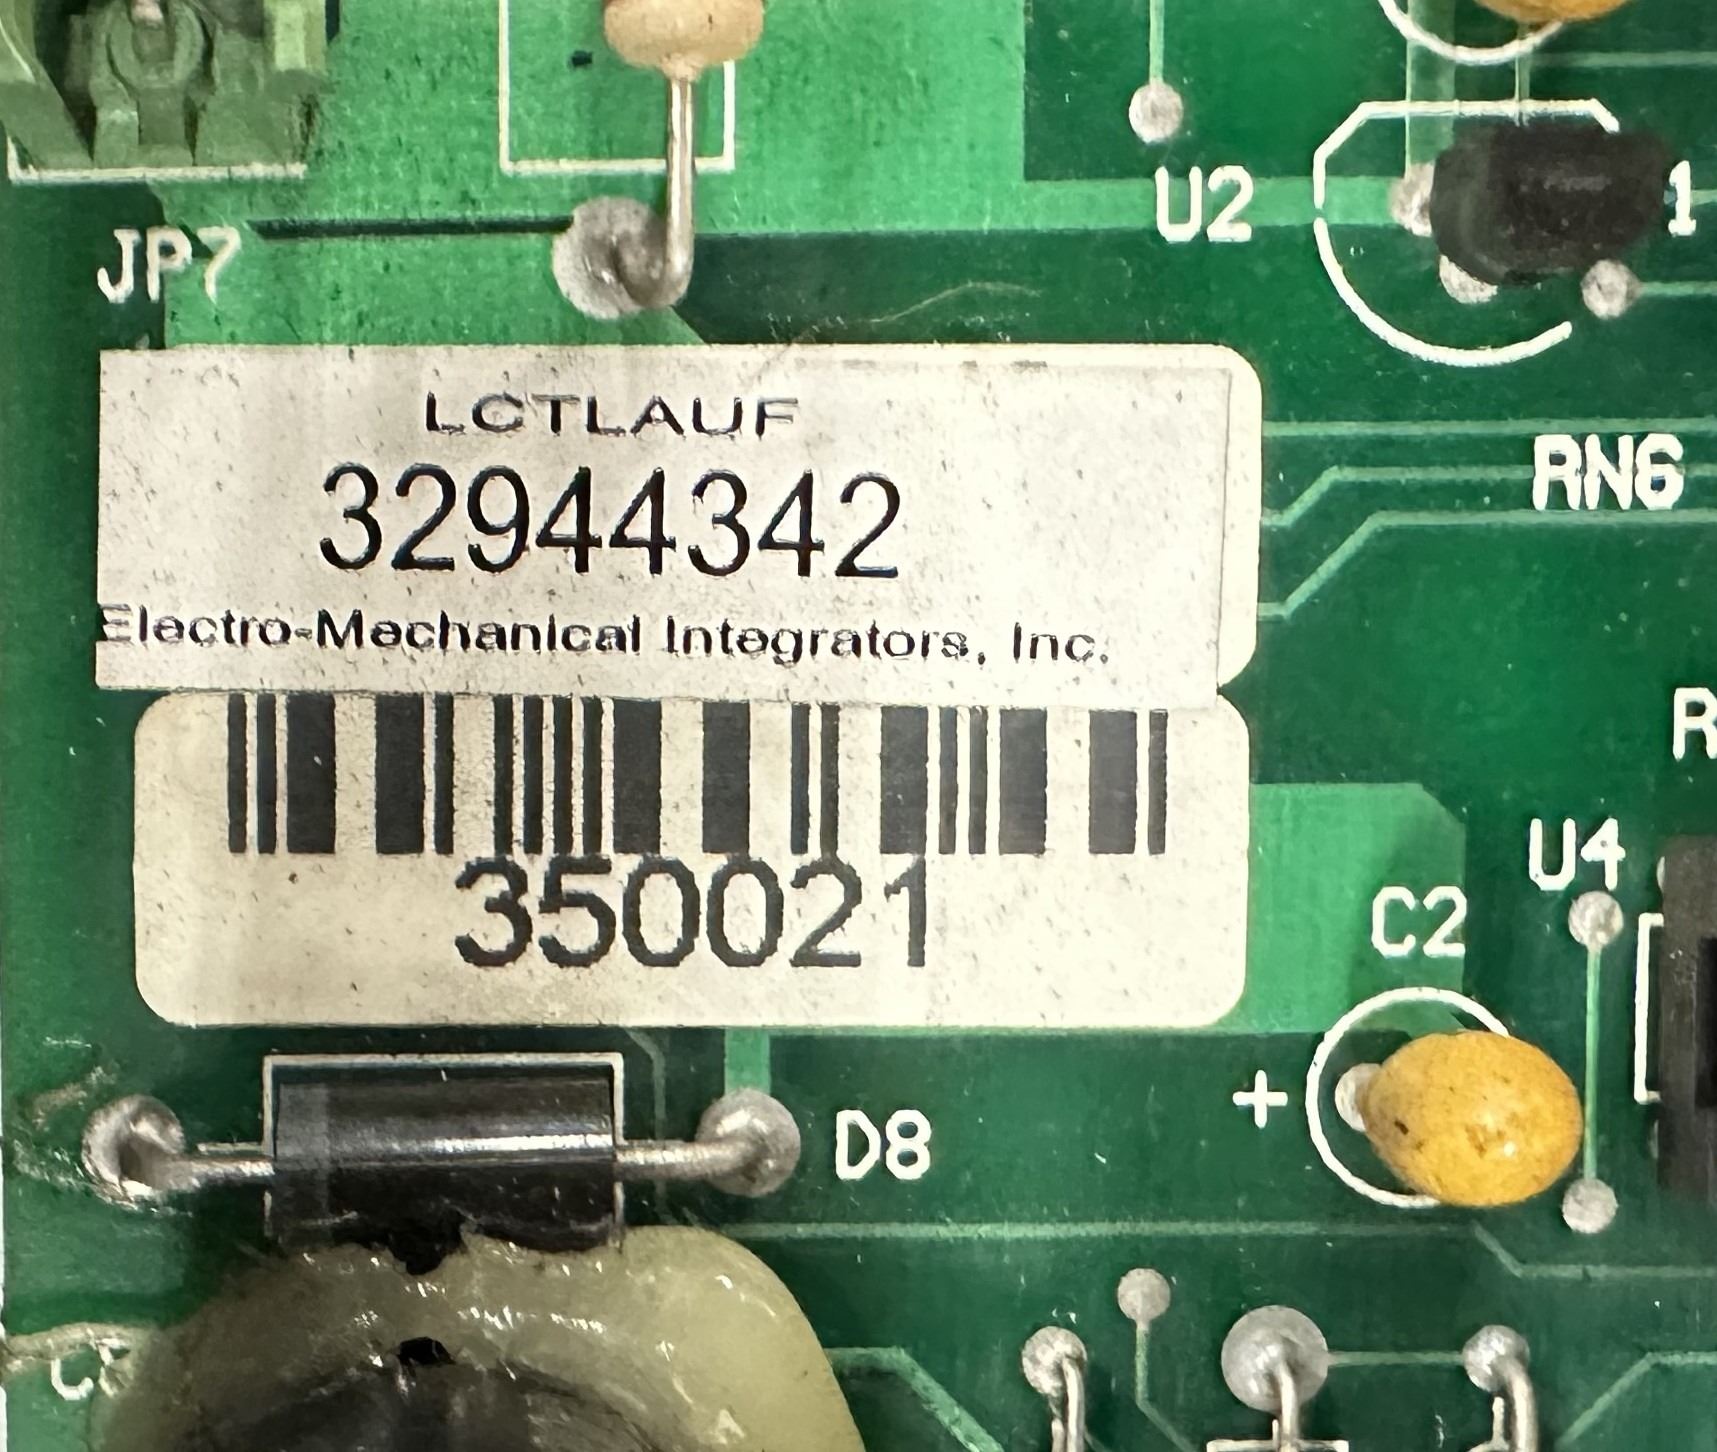 U2
1
JP7
LCTLAUF
32944342
RN6
Electro-Mechanical Integrators, Inc.
R
350021
U4
C2
+
D8